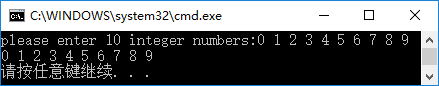 C:\WINDOWS\system32\cmd.exe
please enter 10 integer numbers:0 1 2 3 4 5 6 7 8 9
0 1 2 3 4 5 6 7 8 9
请按任意键继续. . .